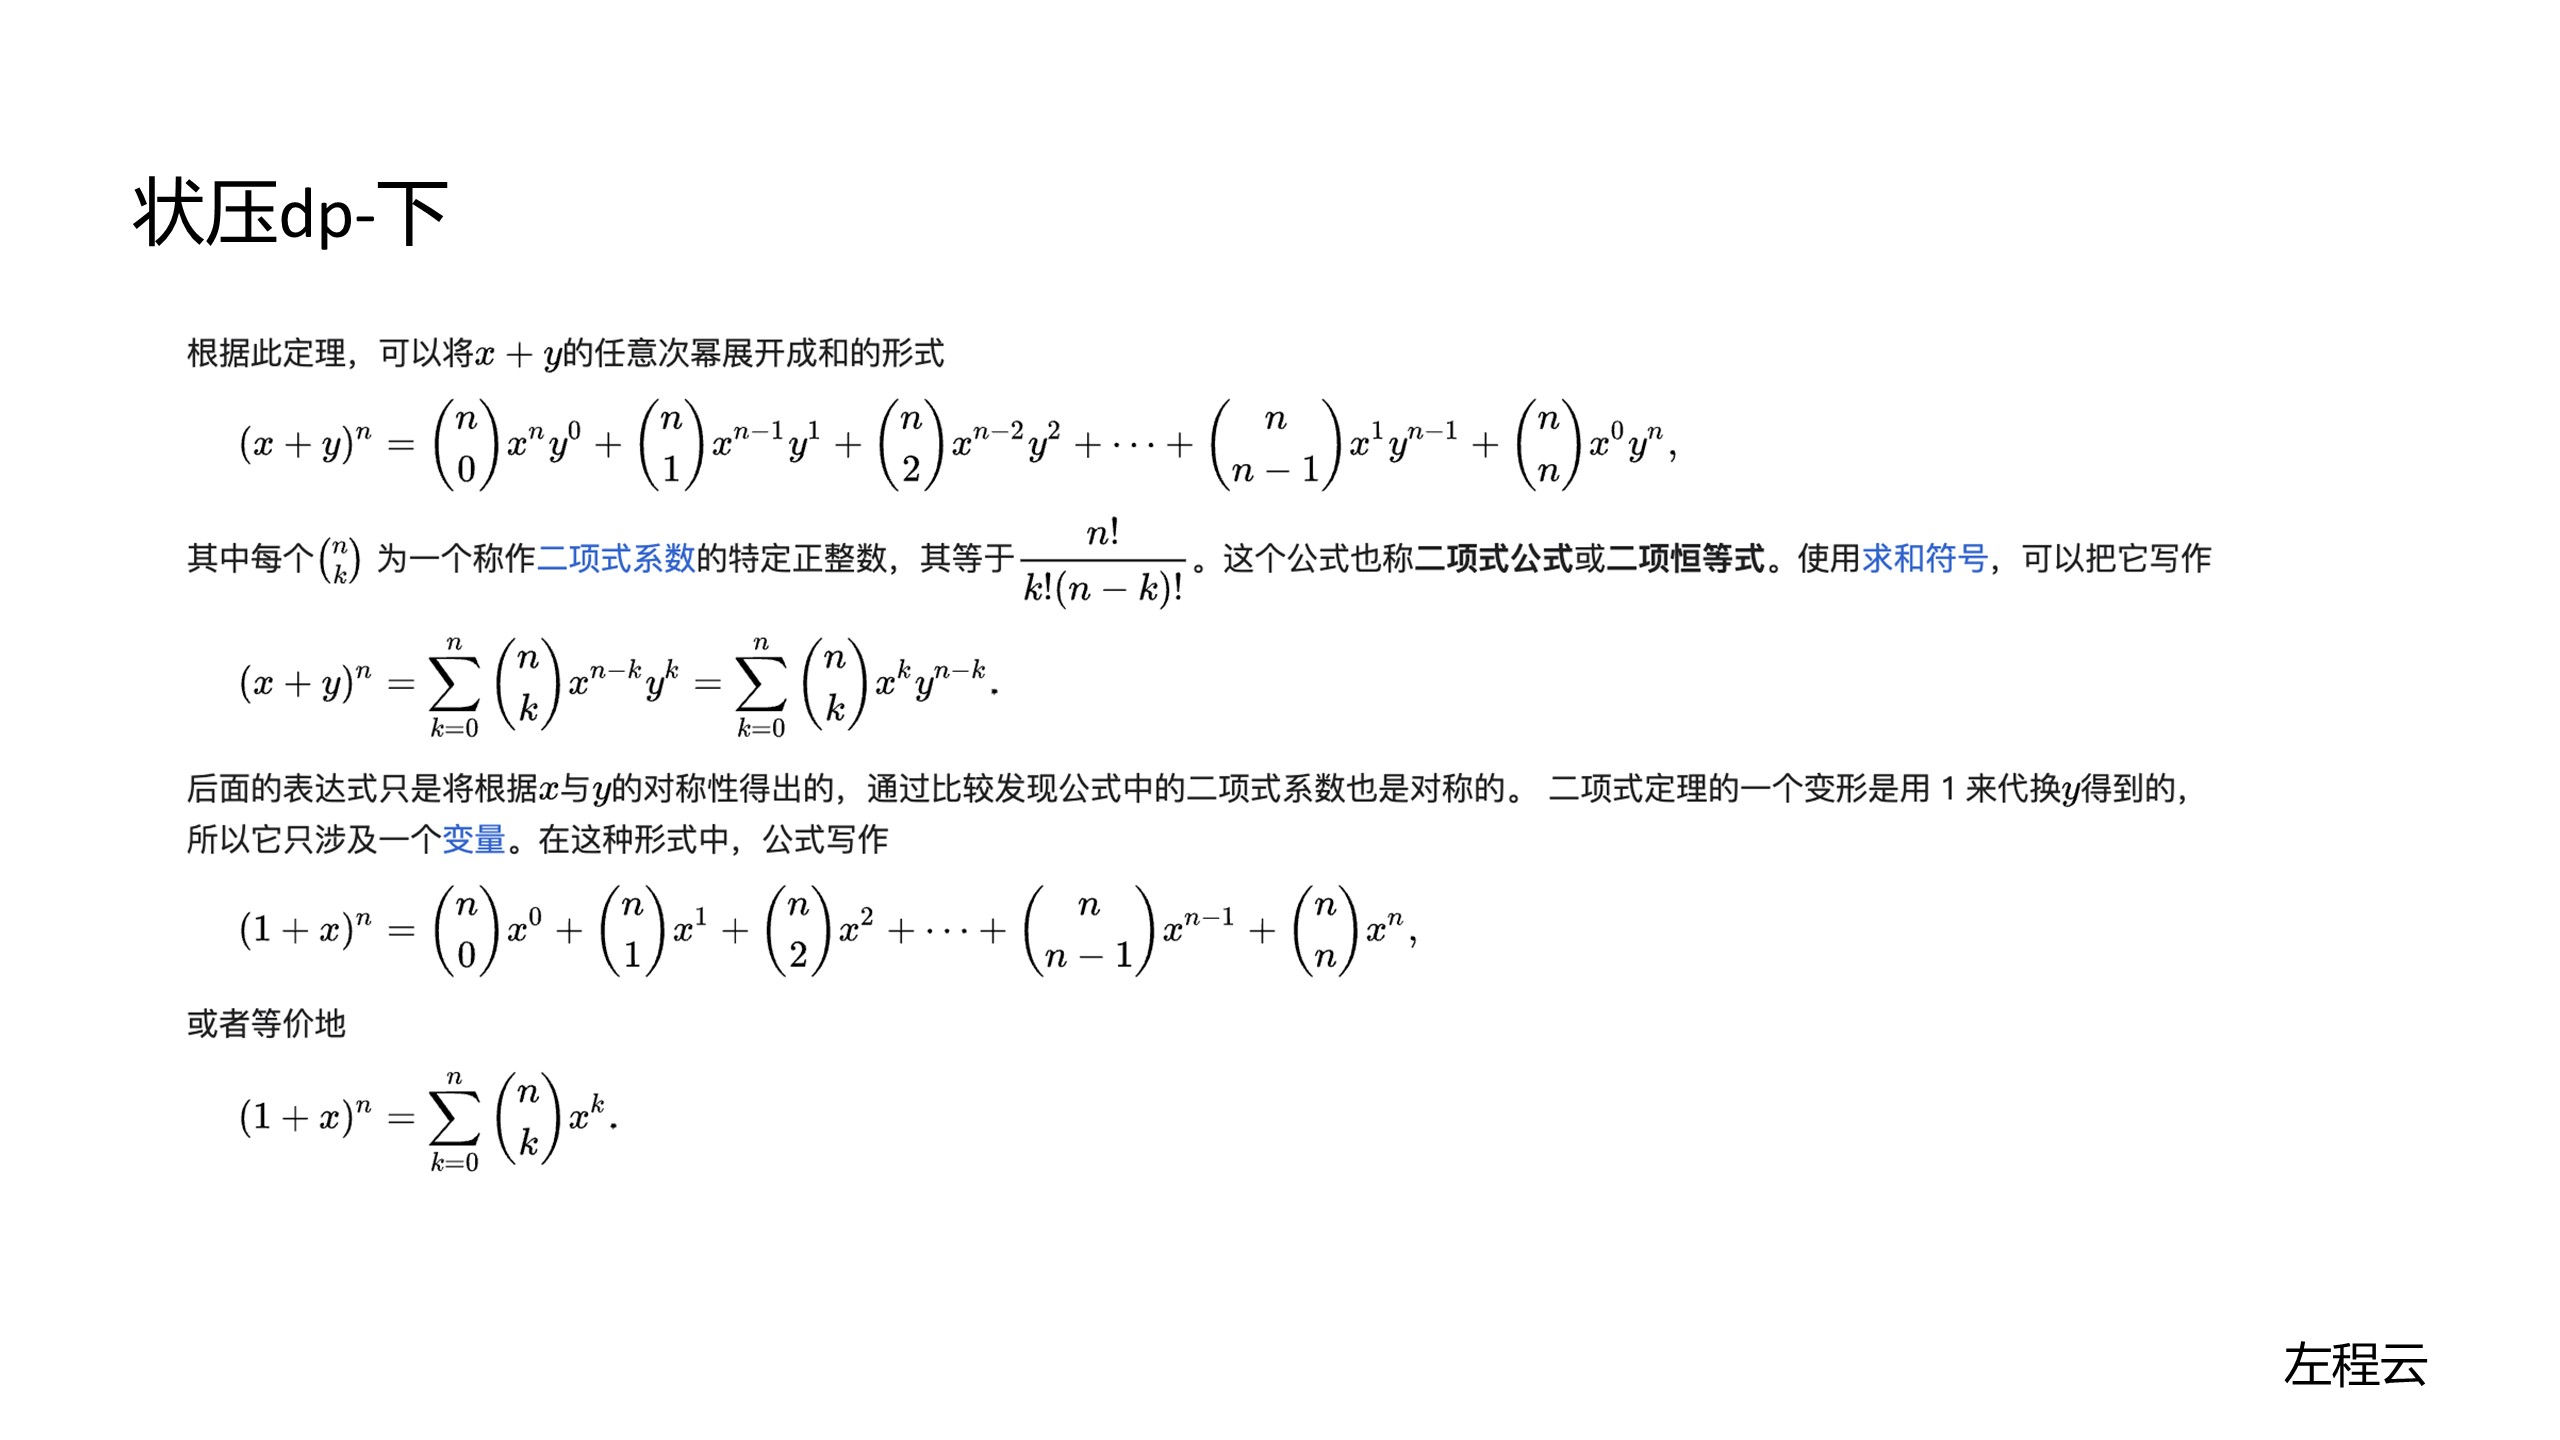 状压dp-下
根据此定理，可以将x + y的任意次幂展开成和的形式
$(x+y)^n = \binom{n}{0}x^n y^0 + \binom{n}{1}x^{n-1}y^1 + \binom{n}{2}x^{n-2}y^2 + \cdots + \binom{n}{n-1}x^1 y^{n-1} + \binom{n}{n}x^0 y^n,$
其中每个$\binom{n}{k}$ 为一个称作二项式系数的特定正整数，其等于$\frac{n!}{k!(n-k)!}$。这个公式也称二项式公式或二项恒等式。使用求和符号，可以把它写作
$(x+y)^n = \sum_{k=0}^{n} \binom{n}{k} x^{n-k}y^k = \sum_{k=0}^{n} \binom{n}{k} x^k y^{n-k}.$
后面的表达式只是将根据x与y的对称性得出的，通过比较发现公式中的二项式系数也是对称的。 二项式定理的一个变形是用 1 来代换y得到的，
所以它只涉及一个变量。在这种形式中，公式写作
$(1+x)^n = \binom{n}{0}x^0 + \binom{n}{1}x^1 + \binom{n}{2}x^2 + \cdots + \binom{n}{n-1}x^{n-1} + \binom{n}{n}x^n,$
或者等价地
$(1+x)^n = \sum_{k=0}^{n} \binom{n}{k} x^k.$
左程云